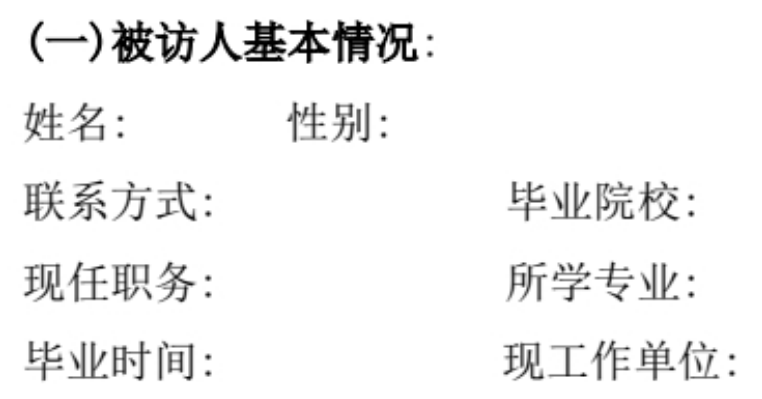 (一)被访人基本情况:
姓名: 性别:
联系方式: 毕业院校:
现任职务: 所学专业:
毕业时间: 现工作单位: